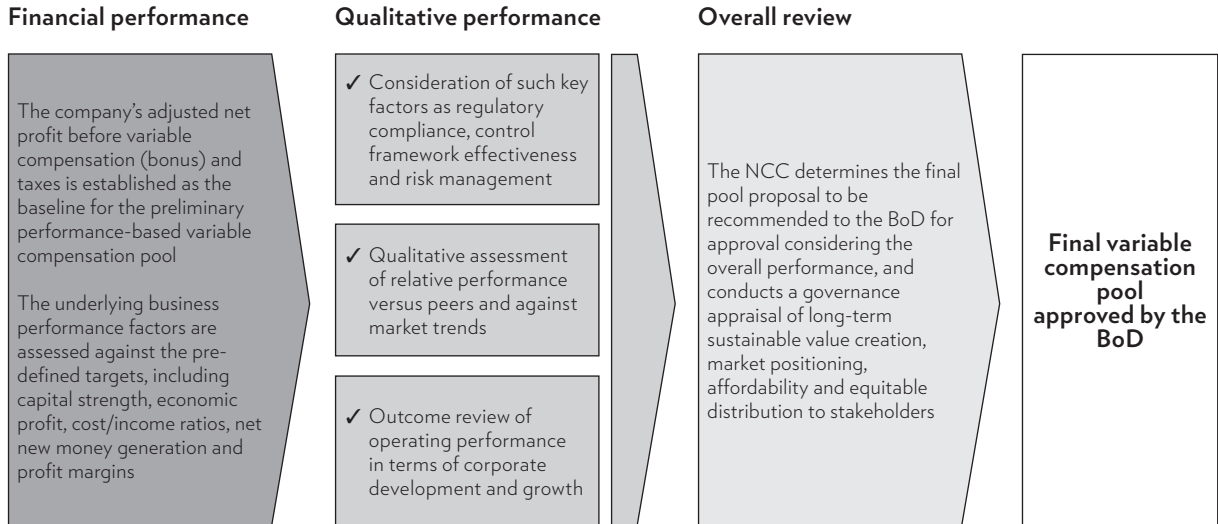 Financial performance
Qualitative performance
Overall review
The company’s adjusted net
profit before variable
compensation (bonus) and
taxes is established as the
baseline for the preliminary
performance-based variable
compensation pool
The underlying business
performance factors are
assessed against the pre-
defined targets, including
capital strength, economic
profit, cost/income ratios, net
new money generation and
profit margins
✓ Consideration of such key
factors as regulatory
compliance, control
framework effectiveness
and risk management
✓ Qualitative assessment
of relative performance
versus peers and against
market trends
✓ Outcome review of
operating performance
in terms of corporate
development and growth
The NCC determines the final
pool proposal to be
recommended to the BoD for
approval considering the
overall performance, and
conducts a governance
appraisal of long-term
sustainable value creation,
market positioning,
affordability and equitable
distribution to stakeholders
Final variable
compensation
pool
approved by the
BoD